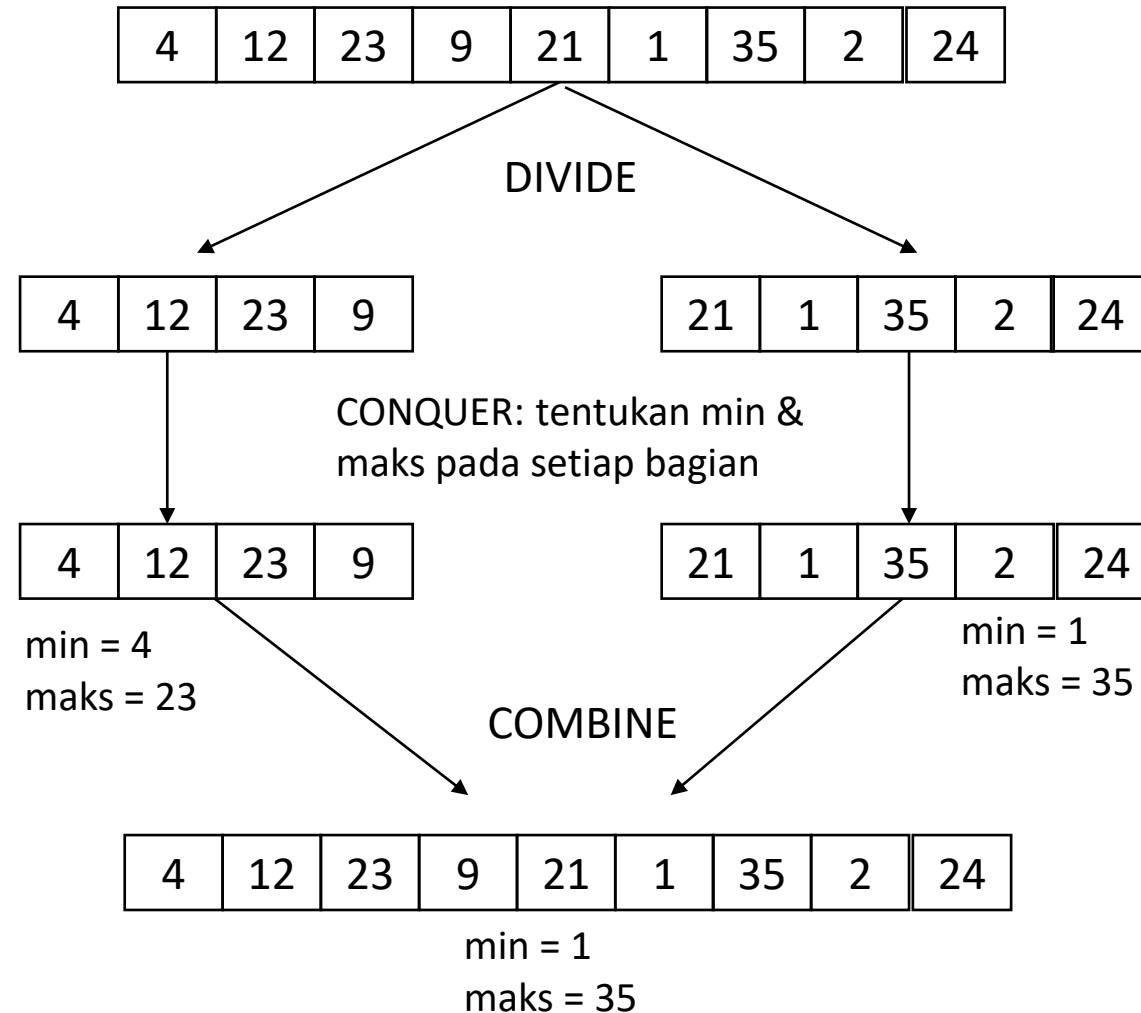 4 12 23 9 21 1 35 2 24
DIVIDE
4 12 23 9
21 1 35 2 24
CONQUER: tentukan min &
maks pada setiap bagian
4 12 23 9
21 1 35 2 24
min = 4
maks = 23
min = 1
maks = 35
COMBINE
4 12 23 9 21 1 35 2 24
min = 1
maks = 35